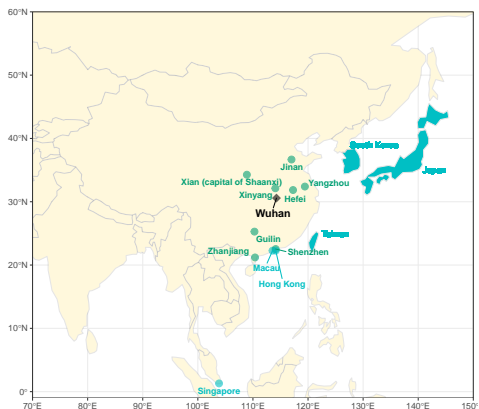 60°N
50°N
40°N
30°N
20°N
10°N
0°
South Korea
Japan
Jinan
Xian (capital of Shaanxi)
Yangzhou
Xinyang
Hefei
Wuhan
Taiwan
Guilin
Zhanjiang
Shenzhen
Macau
Hong Kong
Singapore
70°E
80°E
90°E
100°E
110°E
120°E
130°E
140°E
150°E